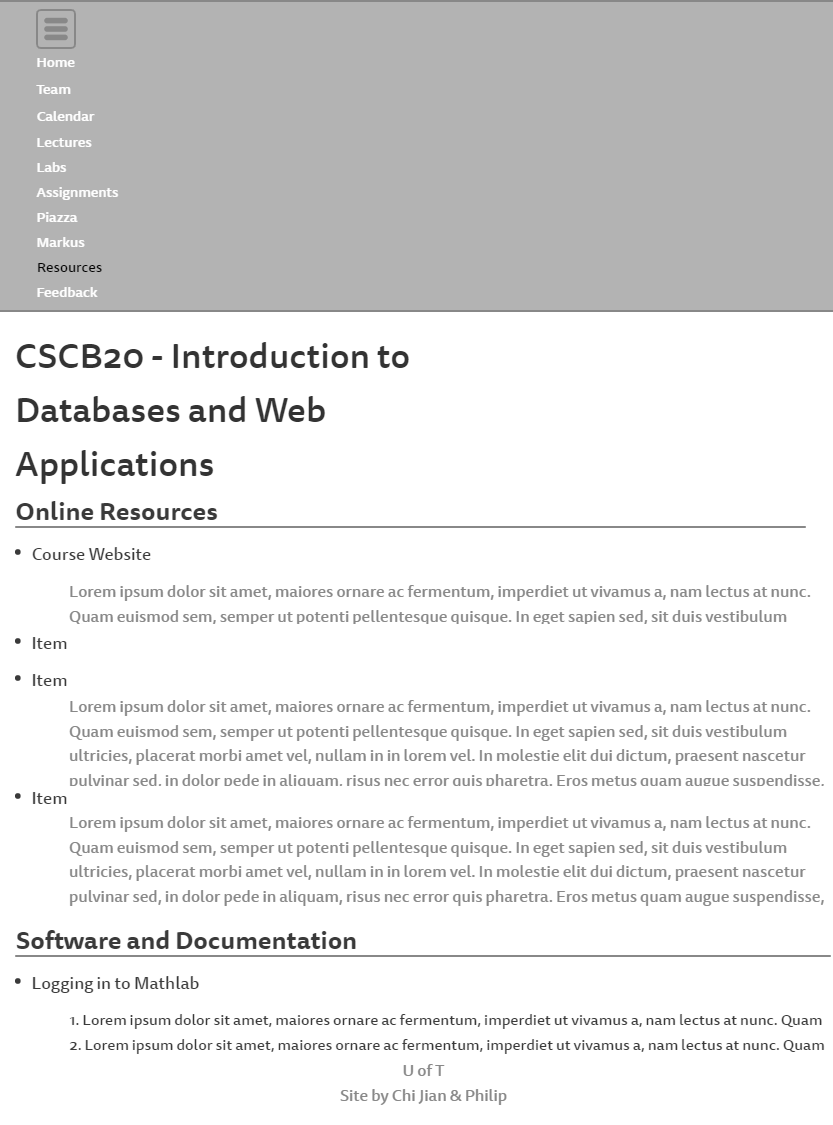 Home
Team
Calendar
Lectures
Labs
Assignments
Piazza
Markus
Resources
Feedback
CSCB20 - Introduction to
Databases and Web
Applications
Online Resources
• Course Website
Lorem ipsum dolor sit amet, maiores ornare ac fermentum, imperdiet ut vivamus a, nam lectus at nunc.
Quam euismod sem, semper ut potenti pellentesque quisque. In eget sapien sed, sit duis vestibulum
• Item
• Item
Lorem ipsum dolor sit amet, maiores ornare ac fermentum, imperdiet ut vivamus a, nam lectus at nunc.
Quam euismod sem, semper ut potenti pellentesque quisque. In eget sapien sed, sit duis vestibulum
ultricies, placerat morbi amet vel, nullam in in lorem vel. In molestie elit dui dictum, praesent nascetur
pulvinar sed, in dolor pede in aliquam, risus nec error quis pharetra. Eros metus quam augue suspendisse,
• Item
Lorem ipsum dolor sit amet, maiores ornare ac fermentum, imperdiet ut vivamus a, nam lectus at nunc.
Quam euismod sem, semper ut potenti pellentesque quisque. In eget sapien sed, sit duis vestibulum
ultricies, placerat morbi amet vel, nullam in in lorem vel. In molestie elit dui dictum, praesent nascetur
pulvinar sed, in dolor pede in aliquam, risus nec error quis pharetra. Eros metus quam augue suspendisse,
Software and Documentation
• Logging in to Mathlab
1. Lorem ipsum dolor sit amet, maiores ornare ac fermentum, imperdiet ut vivamus a, nam lectus at nunc. Quam
2. Lorem ipsum dolor sit amet, maiores ornare ac fermentum, imperdiet ut vivamus a, nam lectus at nunc. Quam
U of T
Site by Chi Jian & Philip